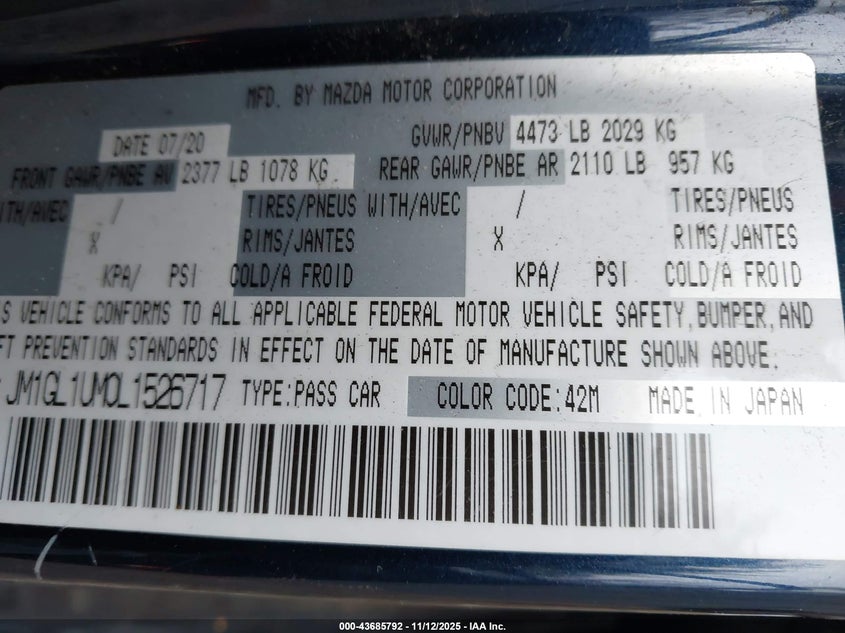 MFD. BY MAZDA MOTOR CORPORATION
DATE 07/20 GVWR/PNBV 4473 LB 2029 KG
FRONT GAWR/PNBE AV 2377 LB 1078 KG REAR GAWR/PNBE AR 2110 LB 957 KG
ITH/AVEC / TIRES/PNEUS WITH/AVEC / TIRES/PNEUS
X RIMS/JANTES X RIMS/JANTES
KPA/ PSI COLD/A FROID KPA/ PSI COLD/A FROID
S VEHICLE CONFORMS TO ALL APPLICABLE FEDERAL MOTOR VEHICLE SAFETY, BUMPER, AND
FT PREVENTION STANDARDS IN EFFECT ON THE DATE OF MANUFACTURE SHOWN ABOVE.
JM1GL1UM0L1526717 TYPE:PASS CAR COLOR CODE:42M MADE IN JAPAN
000-43685792 - 11/12/2025 - IAA Inc.